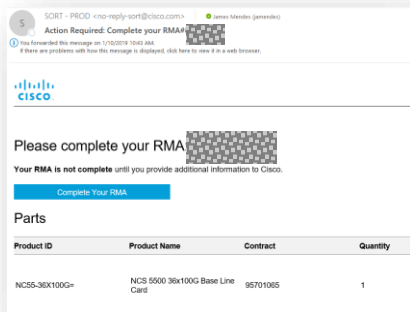 S
SORT - PROD <no-reply-sort@cisco.com> James Mendes (jamendes)
Action Required: Complete your RMA#
You forwarded this message on 1/10/2019 10:43 AM.
If there are problems with how this message is displayed, click here to view it in a web browser.
CISCO
Please complete your RMA
Your RMA is not complete until you provide additional information to Cisco.
Complete Your RMA
Parts
Product ID Product Name Contract Quantity
NC55-36X100G= NCS 5500 36x100G Base Line Card 95701065 1